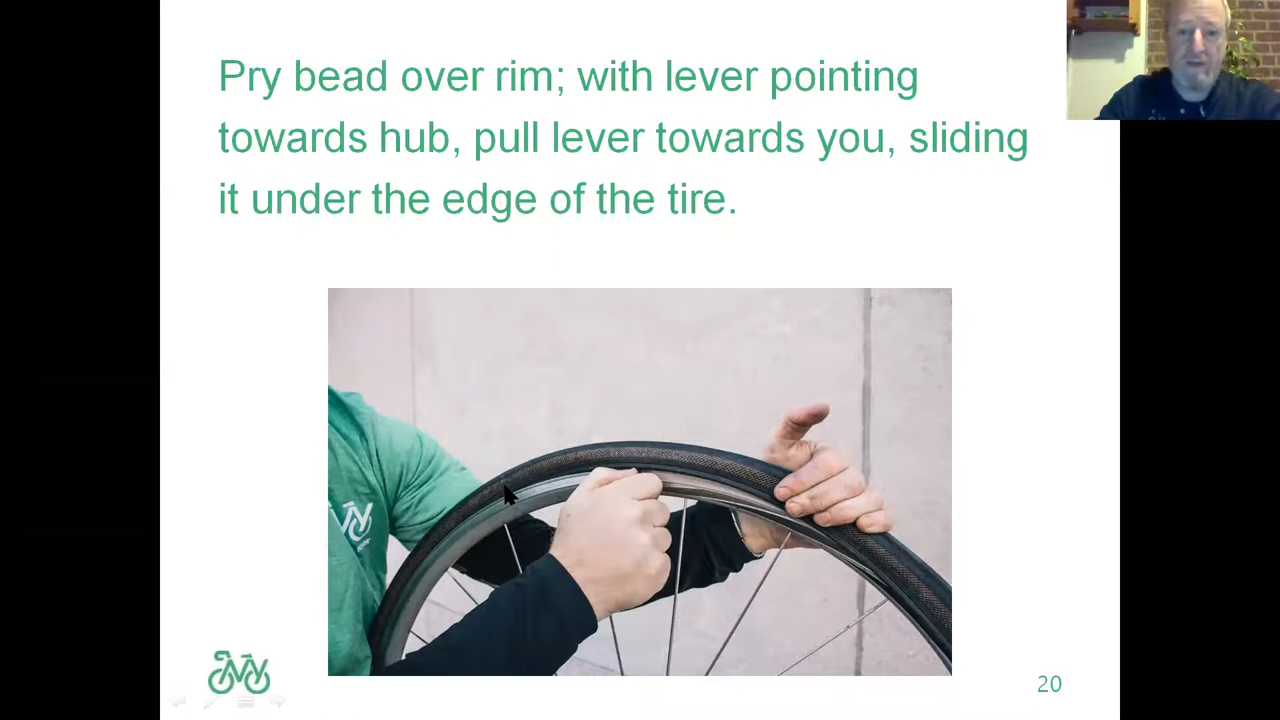 Pry bead over rim; with lever pointing
towards hub, pull lever towards you, sliding
it under the edge of the tire.
20